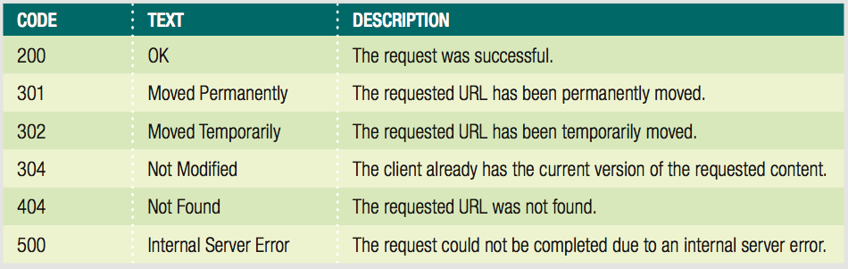 CODE TEXT DESCRIPTION
200 OK The request was successful.
301 Moved Permanently The requested URL has been permanently moved.
302 Moved Temporarily The requested URL has been temporarily moved.
304 Not Modified The client already has the current version of the requested content.
404 Not Found The requested URL was not found.
500 Internal Server Error The request could not be completed due to an internal server error.